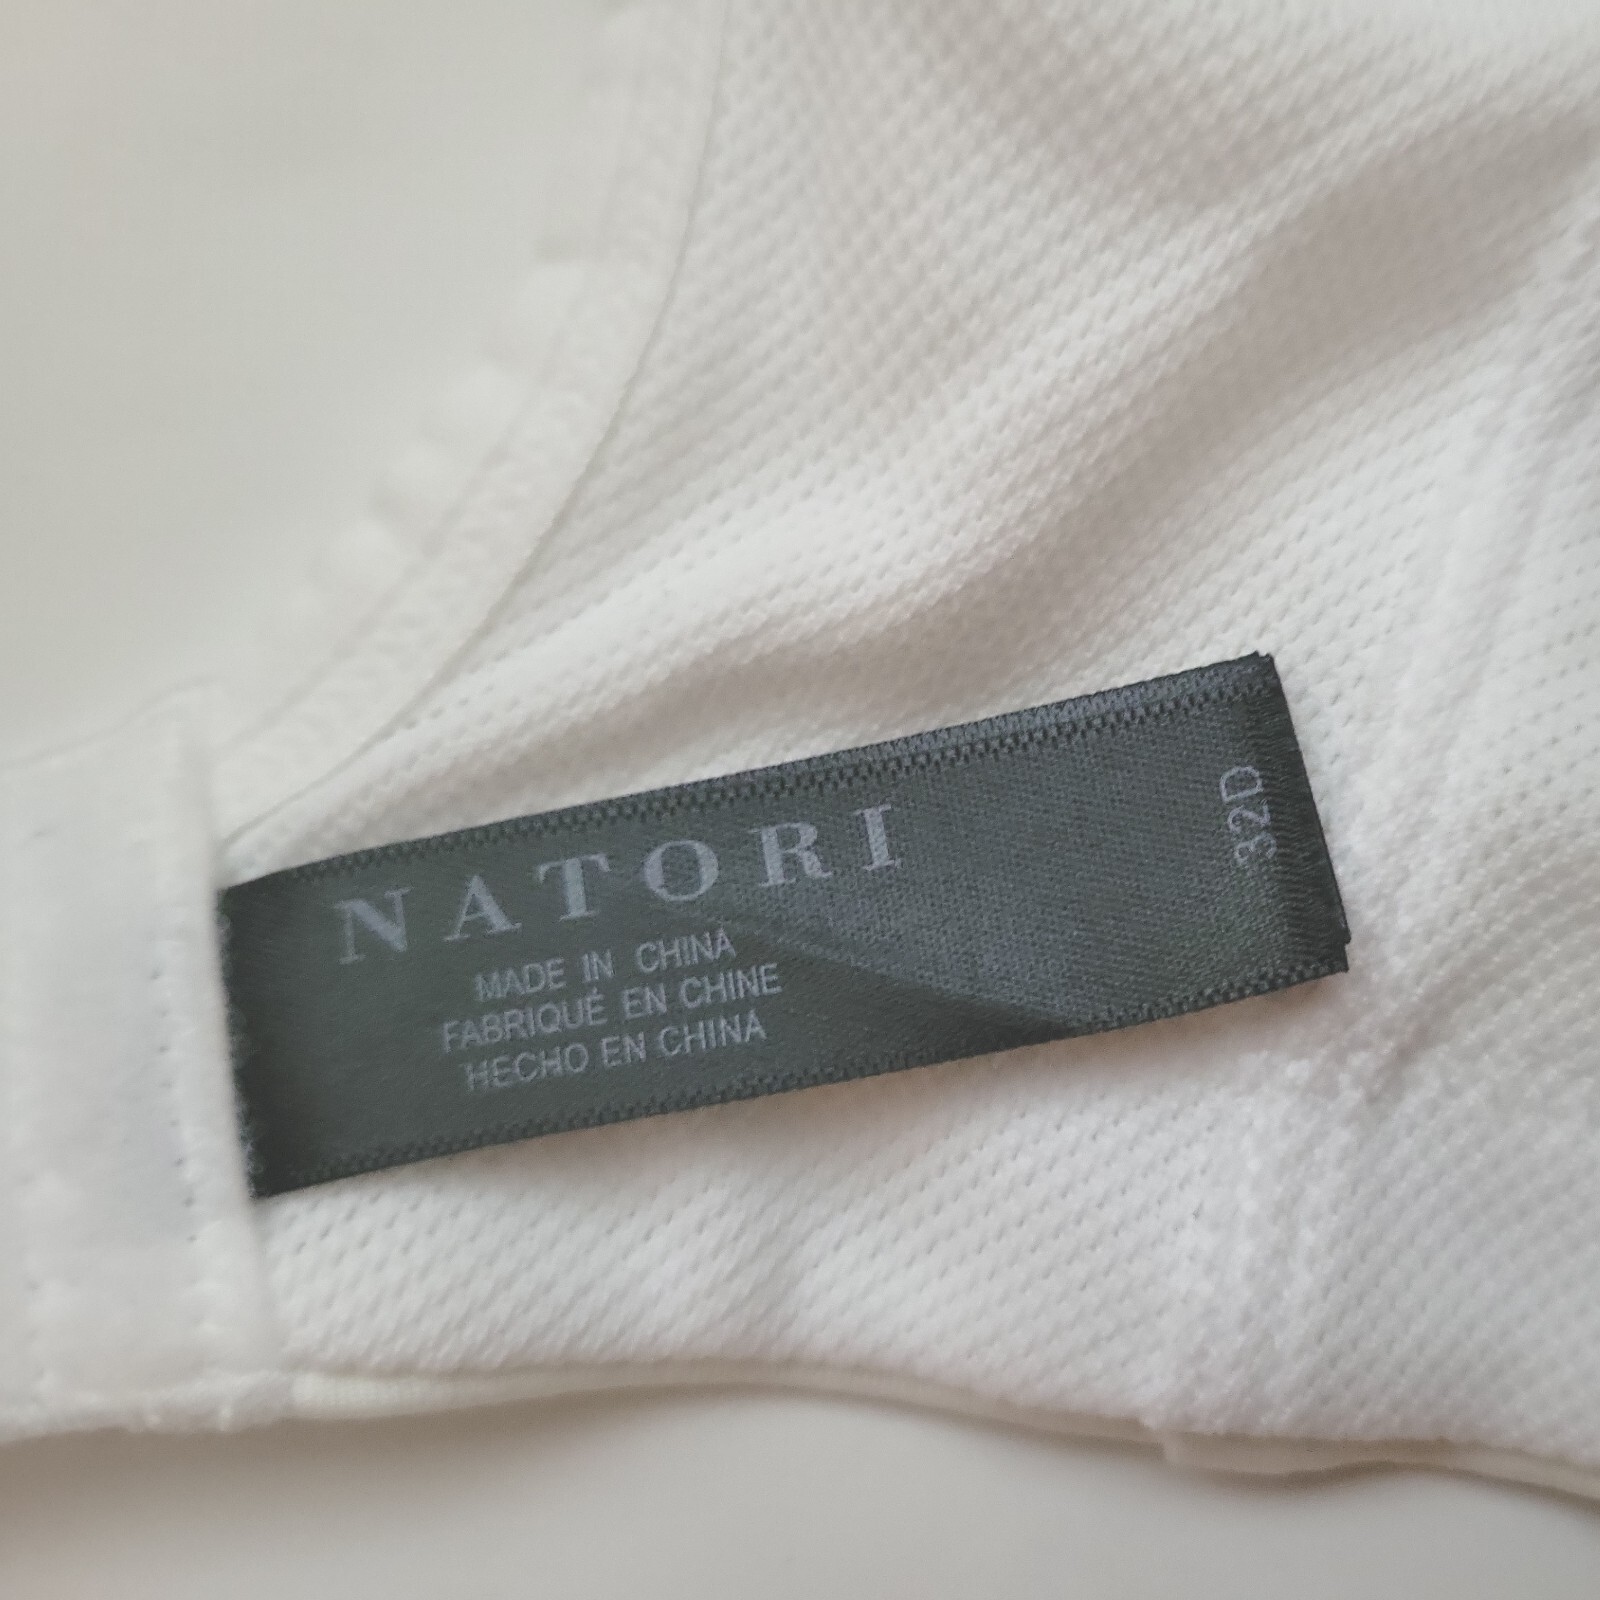 NATORI
MADE IN CHINA
FABRIQUÉ EN CHINE
HECHO EN CHINA
32D